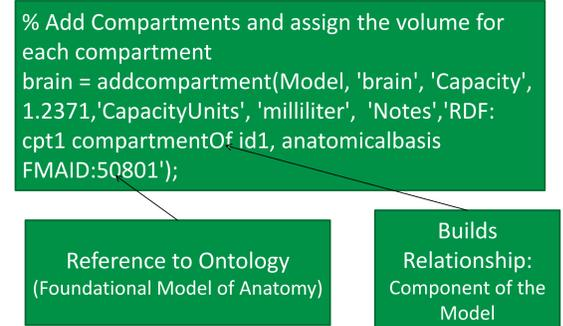 % Add Compartments and assign the volume for
each compartment
brain = addcompartment(Model, 'brain', 'Capacity',
1.2371,'CapacityUnits', 'milliliter',  'Notes','RDF:
cpt1 compartmentOf id1, anatomicalbasis
FMAID:50801');
Reference to Ontology
(Foundational Model of Anatomy)
Builds
Relationship:
Component of the
Model